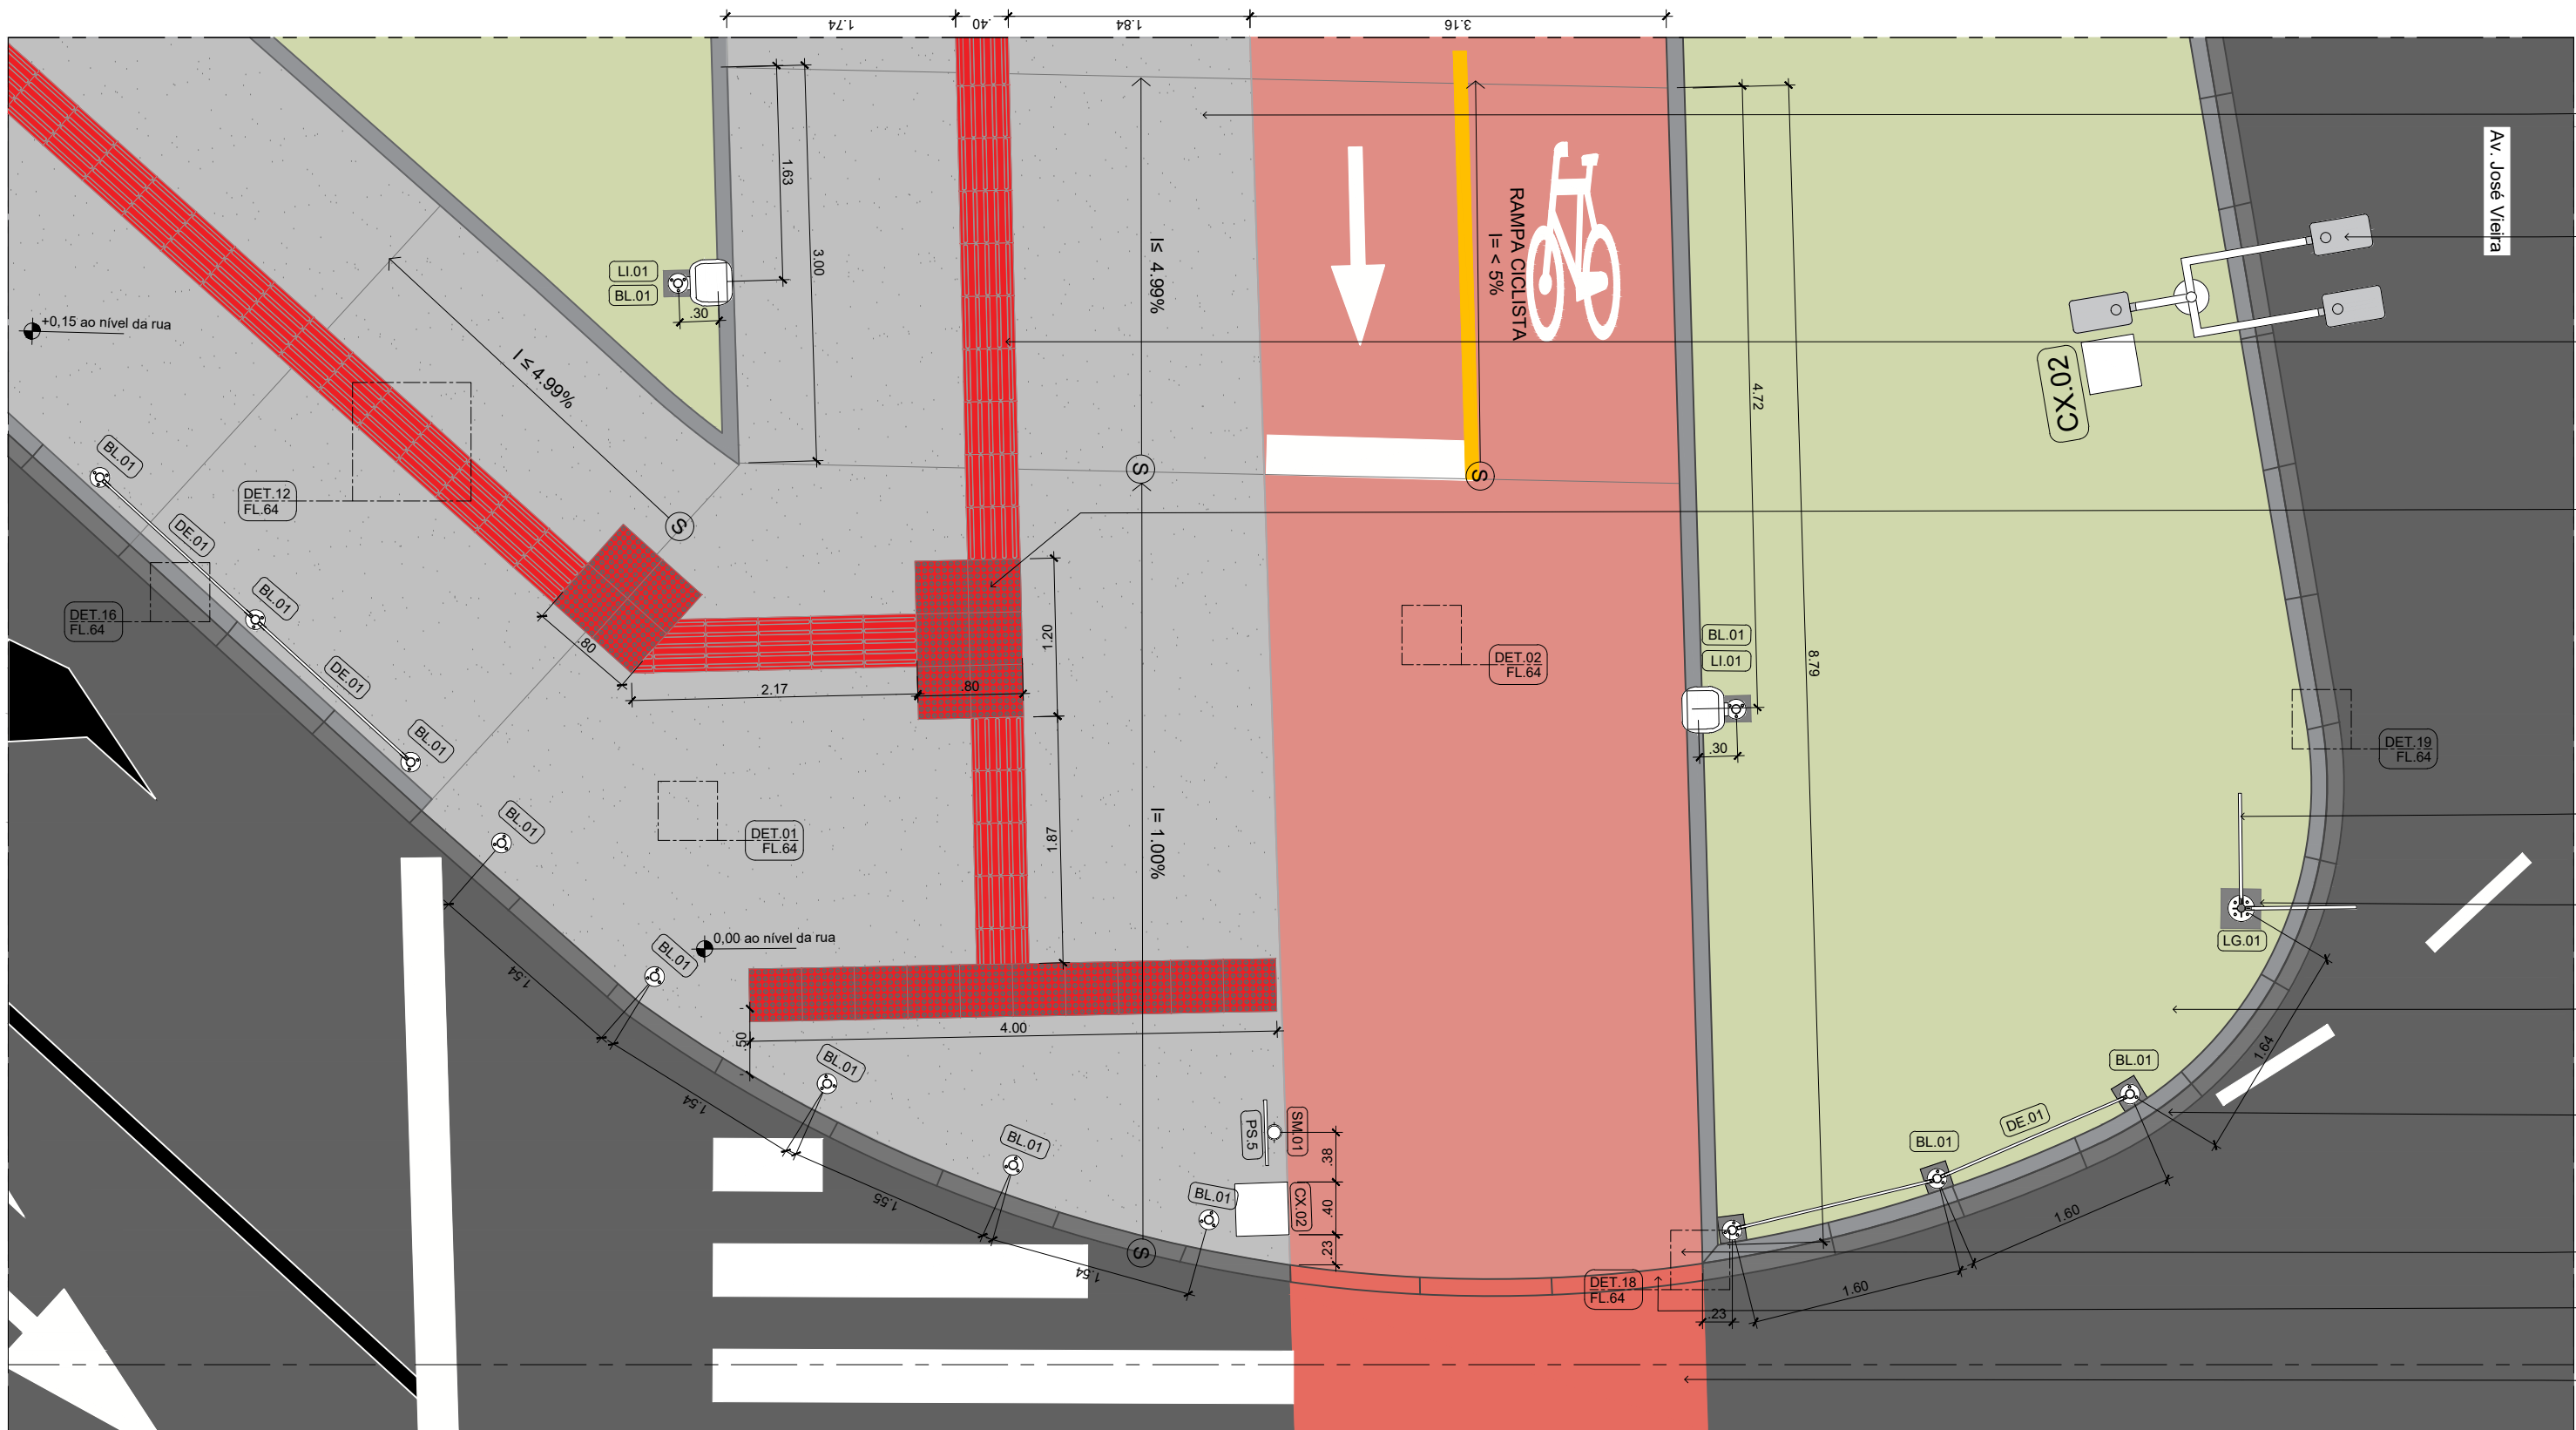 1.74
.40
1.84
3.16
Av. José Vieira
1.63
3.00
LI.01
BL.01
.30
+0,15 ao nível da rua
I ≤ 4.99%
I≤ 4.99%
RAMPA CICLISTA
I= < 5%
4.72
8.79
CX.02
S
S
S
BL.01
DET.12
FL.64
DE.01
BL.01
DET.16
FL.64
DE.01
BL.01
.80
2.17
.80
1.20
DET.02
FL.64
BL.01
LI.01
.30
DET.19
FL.64
BL.01
DET.01
FL.64
1.87
I= 1.00%
0,00 ao nível da rua
BL.01
1.54
LG.01
.50
4.00
BL.01
1.54
BL.01
1.55
PS.5
SM.01
.38
BL.01
CX.02
.40
.23
1.54
S
BL.01
1.64
DE.01
BL.01
1.60
1.60
DET.18
FL.64
.23